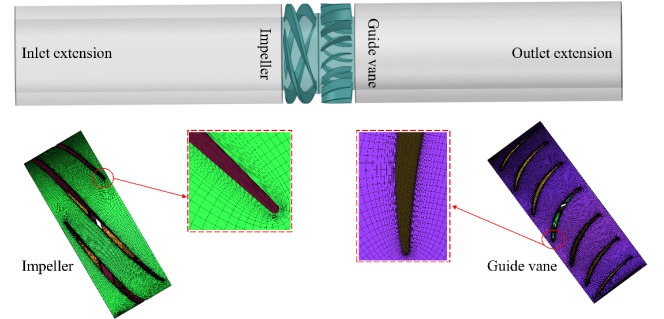 Inlet extension
Impeller
Guide vane
Outlet extension
Impeller
Guide vane